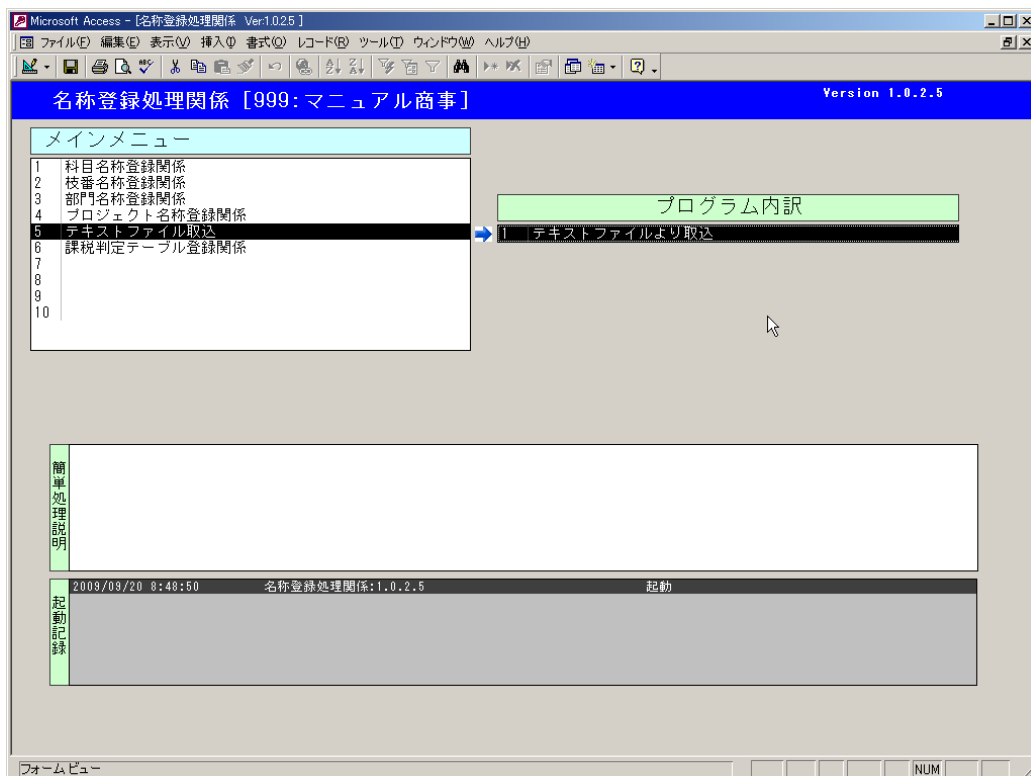 Microsoft Access - [名称登録処理関係 Ver:1.0.2.5 ]
ファイル(F) 編集(E) 表示(V) 挿入(I) 書式(O) レコード(R) ツール(T) ウィンドウ(W) ヘルプ(H)
名称登録処理関係 [999:マニュアル商事]
Version 1.0.2.5
メインメニュー
1 科目名称登録関係
2 枝番名称登録関係
3 部門名称登録関係
4 プロジェクト名称登録関係
5 テキストファイル取込
6 課税判定テーブル登録関係
7
8
9
10
プログラム内訳
1 テキストファイルより取込
簡単処理説明
起動記録
2009/09/20 8:48:50 名称登録処理関係:1.0.2.5 起動
フォーム ビュー
NUM